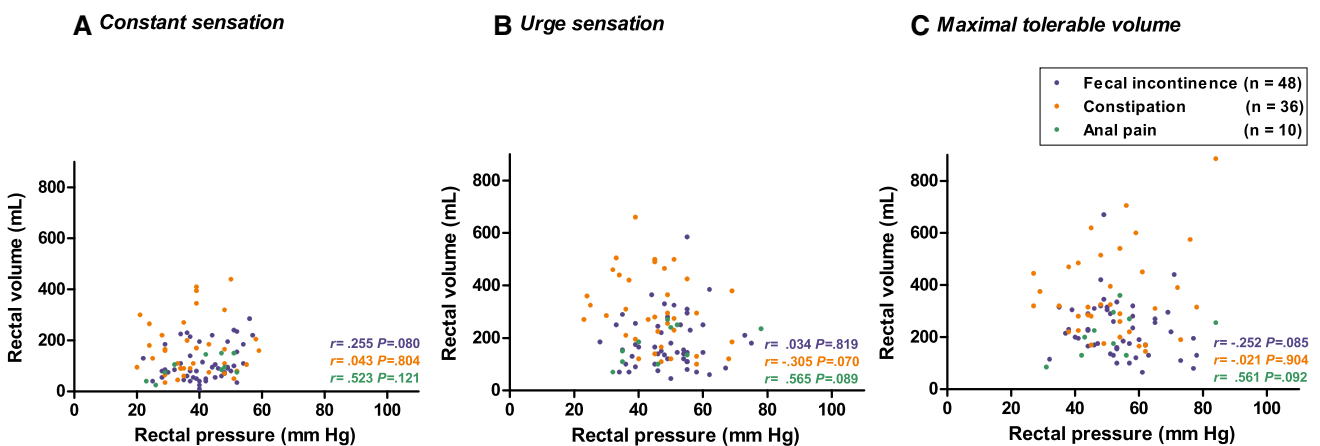 A Constant sensation
B Urge sensation
C Maximal tolerable volume
Fecal incontinence (n = 48)
Constipation (n = 36)
Anal pain (n = 10)
Rectal volume (mL)
800
600
400
200
0
r= .255 P=.080
r= .043 P=.804
r= .523 P=.121
0 20 40 60 80 100
Rectal pressure (mm Hg)
Rectal volume (mL)
800
600
400
200
0
r= .034 P=.819
r= -.305 P=.070
r= .565 P=.089
0 20 40 60 80 100
Rectal pressure (mm Hg)
Rectal volume (mL)
800
600
400
200
0
r= -.252 P=.085
r= -.021 P=.904
r= .561 P=.092
0 20 40 60 80 100
Rectal pressure (mm Hg)